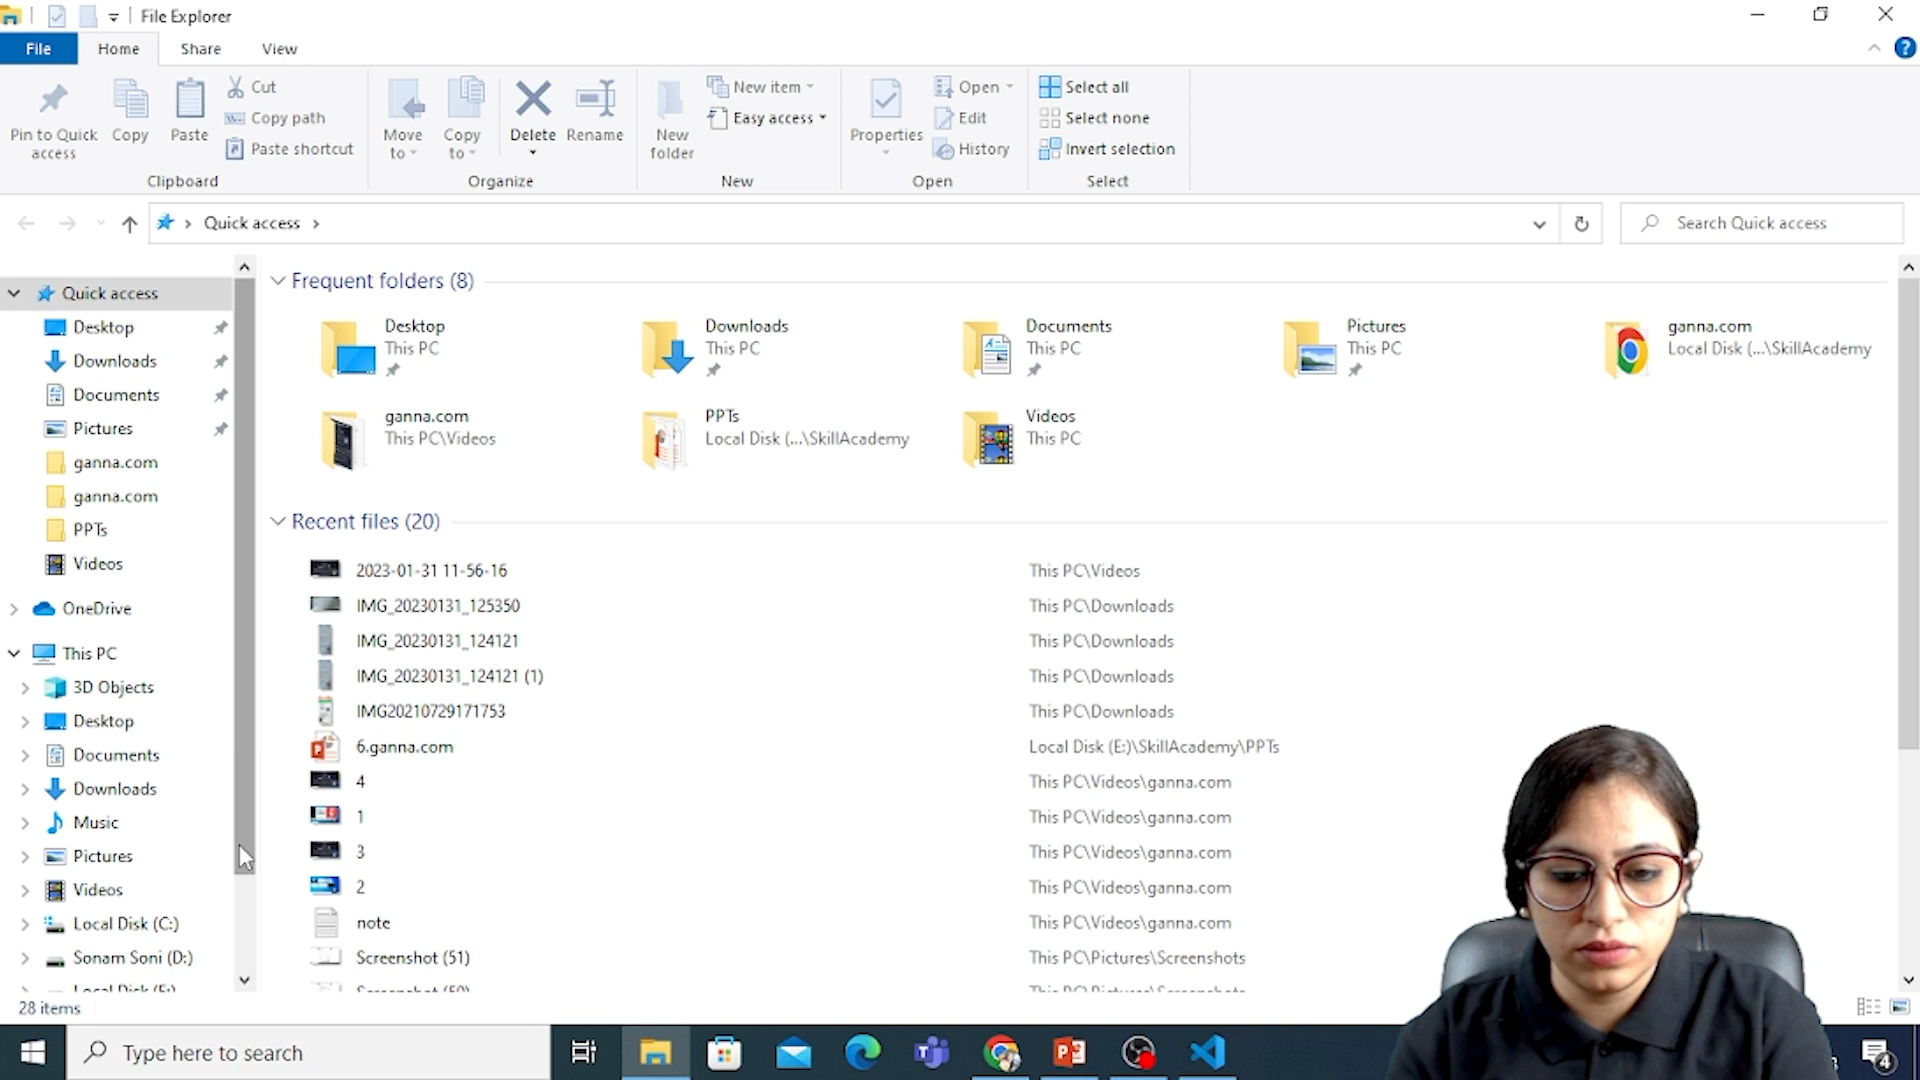 File Explorer
File Home Share View
Pin to Quick access
Copy
Paste
Cut
Copy path
Paste shortcut
Clipboard
Move to
Copy to
Delete
Rename
Organize
New folder
New item
Easy access
New
Properties
Open
Edit
History
Open
Select all
Select none
Invert selection
Select
Quick access
Search Quick access
Quick access
Desktop
Downloads
Documents
Pictures
ganna.com
ganna.com
PPTs
Videos
OneDrive
This PC
3D Objects
Desktop
Documents
Downloads
Music
Pictures
Videos
Local Disk (C:)
Sonam Soni (D:)
Frequent folders (8)
Desktop
This PC
Downloads
This PC
Documents
This PC
Pictures
This PC
ganna.com
Local Disk (...\SkillAcademy
ganna.com
This PC\Videos
PPTs
Local Disk (...\SkillAcademy
Videos
This PC
Recent files (20)
2023-01-31 11-56-16 This PC\Videos
IMG_20230131_125350 This PC\Downloads
IMG_20230131_124121 This PC\Downloads
IMG_20230131_124121 (1) This PC\Downloads
IMG20210729171753 This PC\Downloads
6.ganna.com Local Disk (E:)\SkillAcademy\PPTs
4 This PC\Videos\ganna.com
1 This PC\Videos\ganna.com
3 This PC\Videos\ganna.com
2 This PC\Videos\ganna.com
note This PC\Videos\ganna.com
Screenshot (51) This PC\Pictures\Screenshots
28 items
Type here to search
4